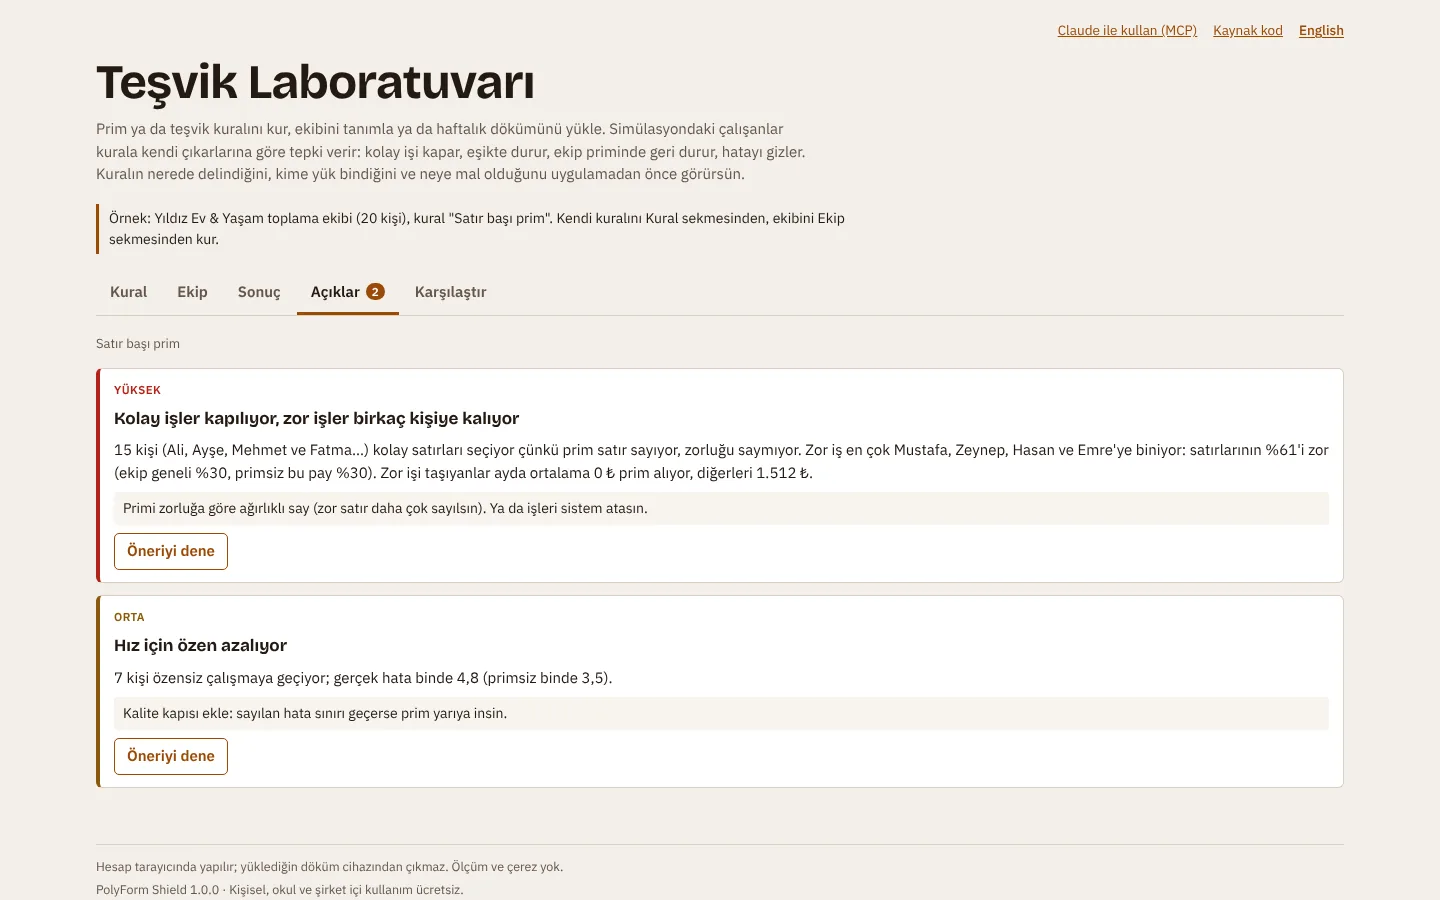 Claude ile kullan (MCP) Kaynak kod English
Teşvik Laboratuvarı
Prim ya da teşvik kuralını kur, ekibini tanımla ya da haftalık dökümünü yükle. Simülasyondaki çalışanlar
kurala kendi çıkarlarına göre tepki verir: kolay işi kapar, eşikte durur, ekip priminde geri durur, hatayı gizler.
Kuralın nerede delindiğini, kime yük bindiğini ve neye mal olduğunu uygulamadan önce görürsün.
Örnek: Yıldız Ev & Yaşam toplama ekibi (20 kişi), kural "Satır başı prim". Kendi kuralını Kural sekmesinden, ekibini Ekip
sekmesinden kur.
Kural Ekip Sonuç Açıklar 2 Karşılaştır
Satır başı prim
YÜKSEK
Kolay işler kapılıyor, zor işler birkaç kişiye kalıyor
15 kişi (Ali, Ayşe, Mehmet ve Fatma...) kolay satırları seçiyor çünkü prim satır sayıyor, zorluğu saymıyor. Zor iş en çok Mustafa, Zeynep, Hasan ve Emre'ye biniyor: satırlarının %61'i zor
(ekip geneli %30, primsiz bu pay %30). Zor işi taşıyanlar ayda ortalama 0 ₺ prim alıyor, diğerleri 1.512 ₺.
Primi zorluğa göre ağırlıklı say (zor satır daha çok sayılsın). Ya da işleri sistem atasın.
Öneriyi dene
ORTA
Hız için özen azalıyor
7 kişi özensiz çalışmaya geçiyor; gerçek hata binde 4,8 (primsiz binde 3,5).
Kalite kapısı ekle: sayılan hata sınırı geçerse prim yarıya insin.
Öneriyi dene
Hesap tarayıcında yapılır; yüklediğin döküm cihazından çıkmaz. Ölçüm ve çerez yok.
PolyForm Shield 1.0.0 · Kişisel, okul ve şirket içi kullanım ücretsiz.